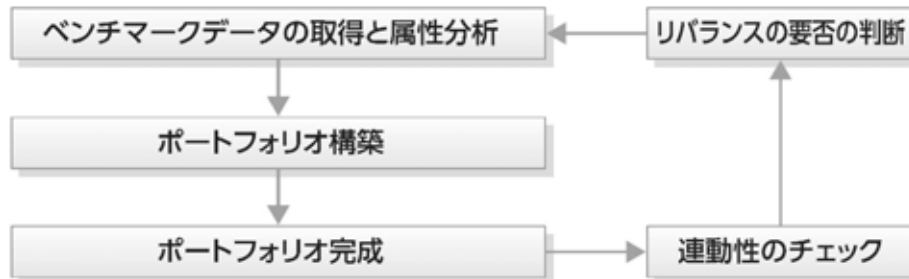 ベンチマークデータの取得と属性分析
リバランスの要否の判断
ポートフォリオ構築
ポートフォリオ完成
連動性のチェック